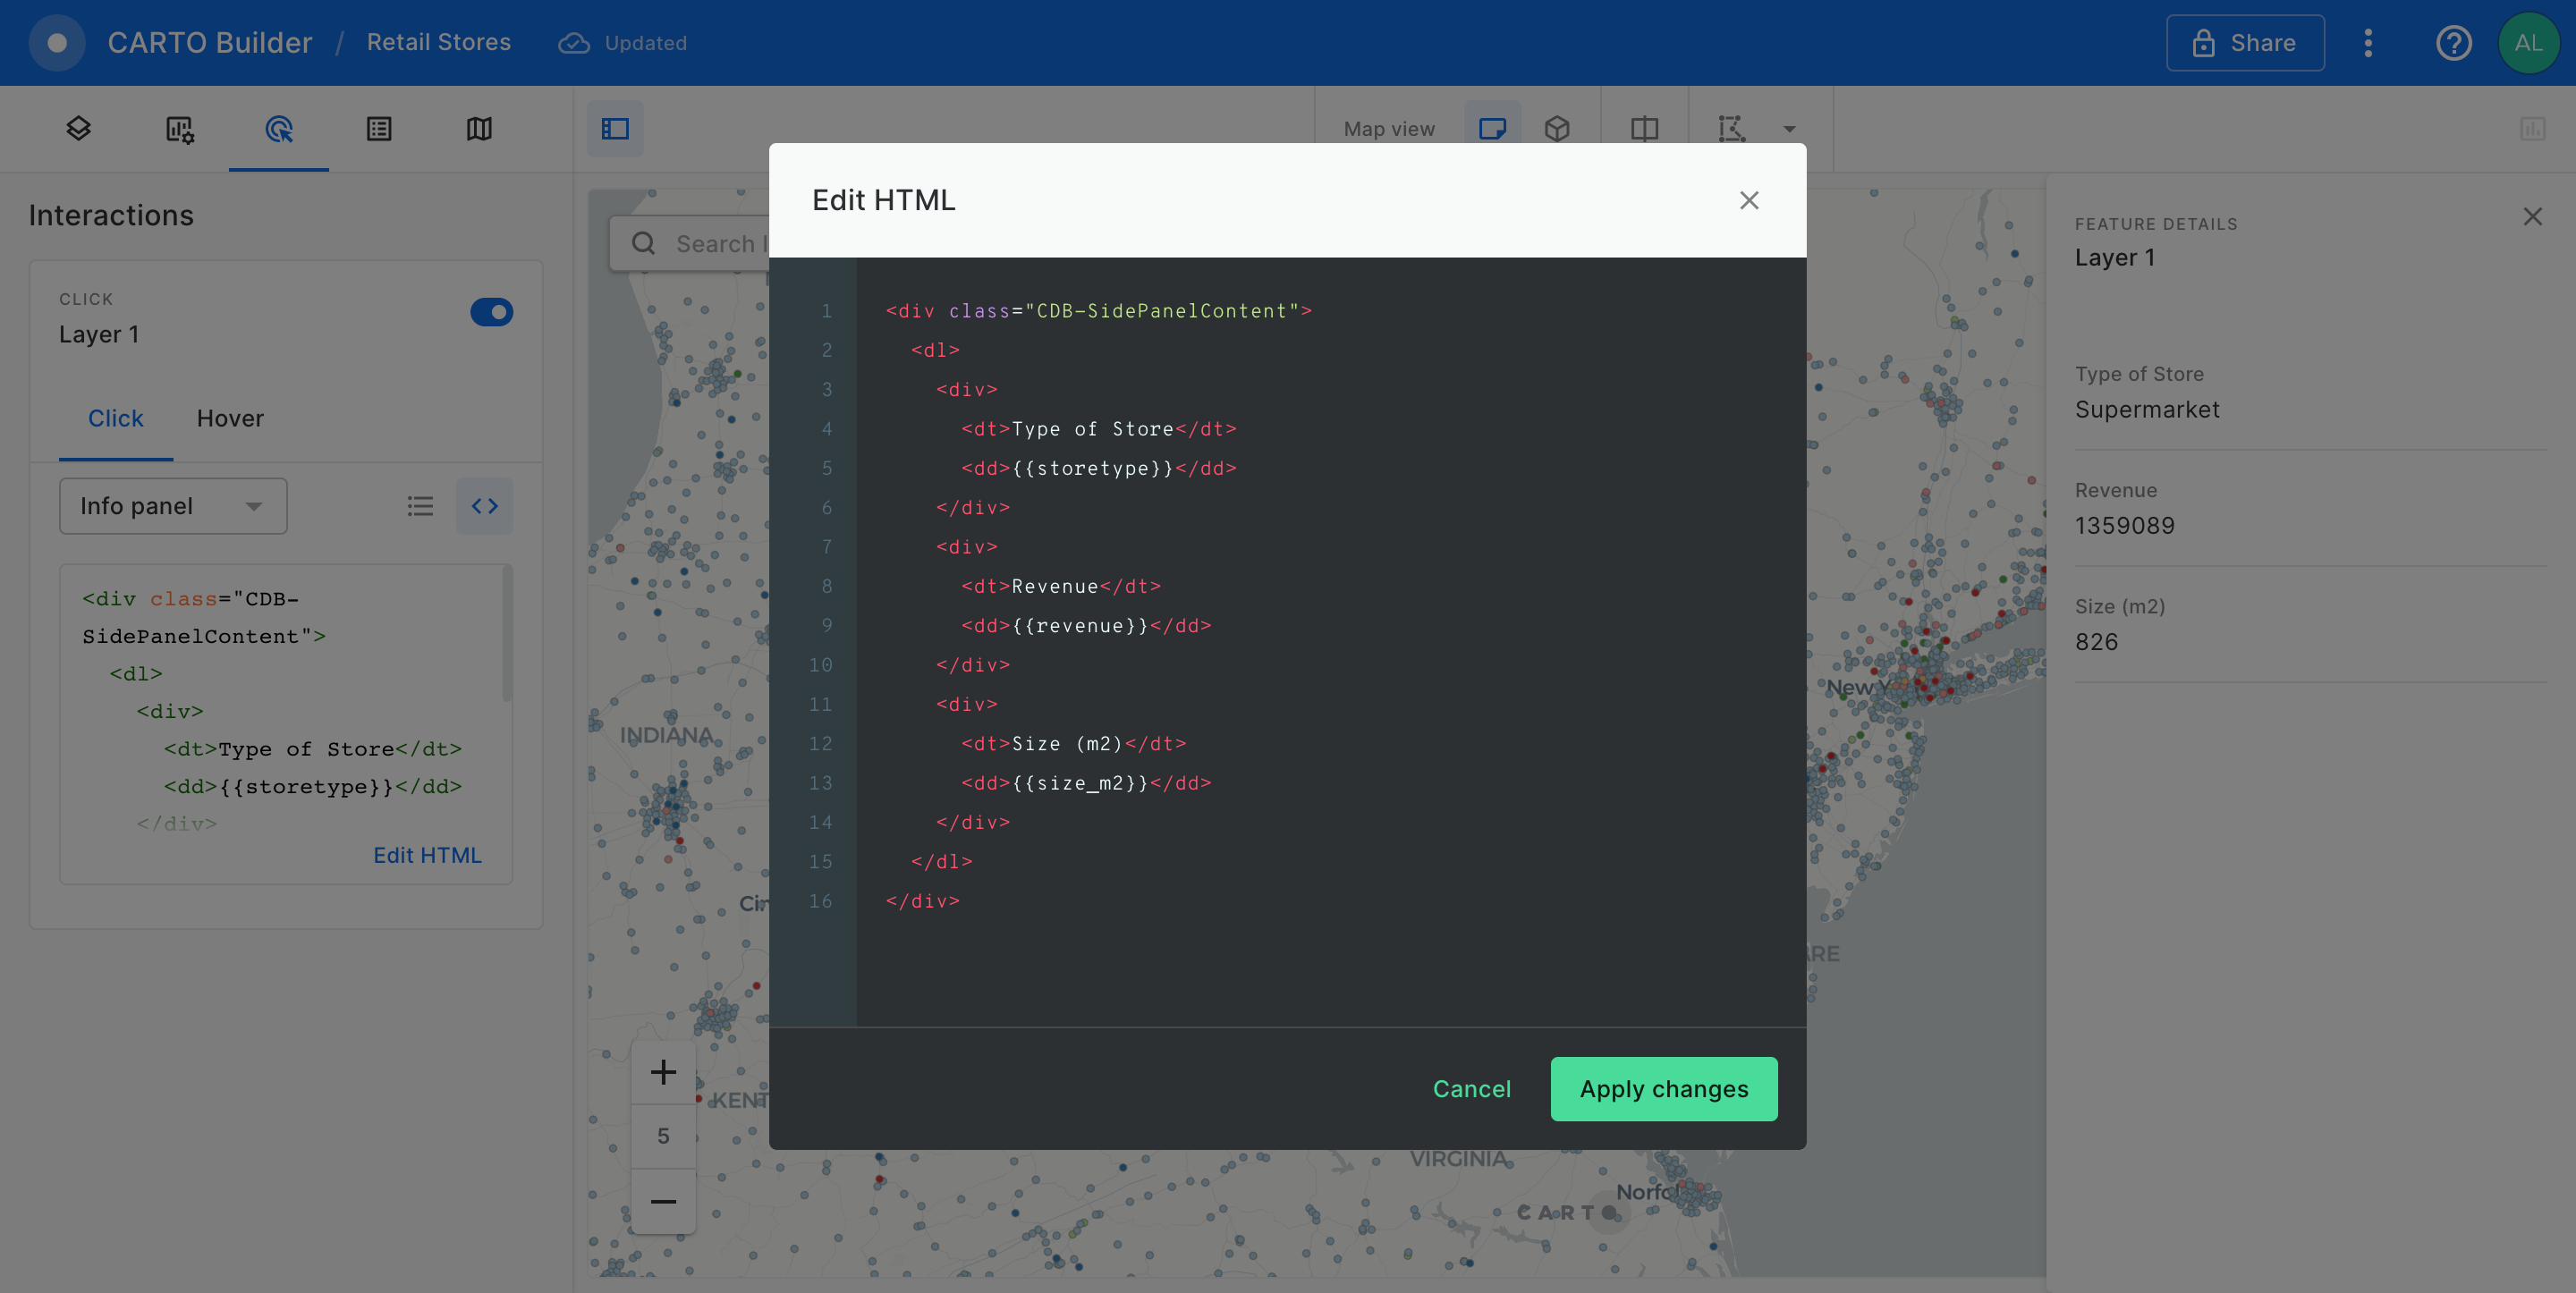 CARTO Builder / Retail Stores Updated
Share
AL
Map view
Interactions
CLICK
Layer 1
Click Hover
Info panel
<div class="CDB-
SidePanelContent">
<dl>
<div>
<dt>Type of Store</dt>
<dd>{{storetype}}</dd>
</div>
Edit HTML
Search
INDIANA
New Y
VIRGINIA
Norfol
CART
5
Edit HTML
1 <div class="CDB-SidePanelContent">
2 <dl>
3 <div>
4 <dt>Type of Store</dt>
5 <dd>{{storetype}}</dd>
6 </div>
7 <div>
8 <dt>Revenue</dt>
9 <dd>{{revenue}}</dd>
10 </div>
11 <div>
12 <dt>Size (m2)</dt>
13 <dd>{{size_m2}}</dd>
14 </div>
15 </dl>
16 </div>
Cancel Apply changes
FEATURE DETAILS
Layer 1
Type of Store
Supermarket
Revenue
1359089
Size (m2)
826